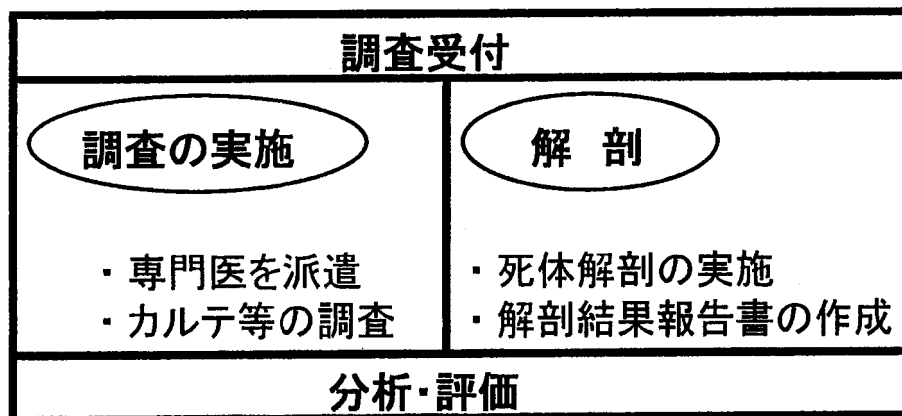 調査受付
調査の実施
・専門医を派遣
・カルテ等の調査
解 剖
・死体解剖の実施
・解剖結果報告書の作成
分析・評価